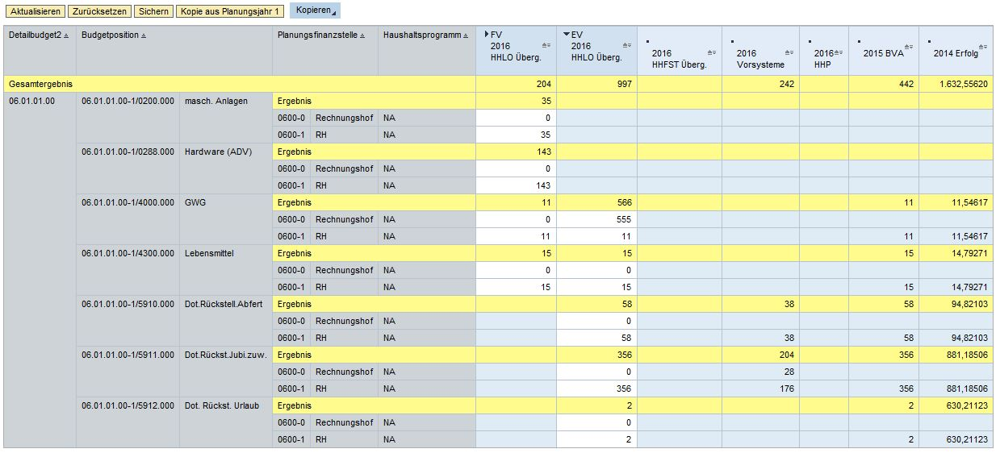 Aktualisieren Zurücksetzen Sichern Kopie aus Planungsjahr 1 Kopieren
Detailbudget2 Budgetposition Planungsfinanzstelle Haushaltsprogramm FV EV
2016 2016 2016 2016 2016 2015 BVA 2014 Erfolg
HHLO Überg. HHLO Überg. HHFST Überg. Vorsysteme HHP
Gesamtergebnis 204 997 242 442 1.632,55620
06.01.01.00 06.01.01.00-1/0200.000 masch. Anlagen Ergebnis 35
0600-0 Rechnungshof NA 0
0600-1 RH NA 35
06.01.01.00-1/0288.000 Hardware (ADV) Ergebnis 143
0600-0 Rechnungshof NA 0
0600-1 RH NA 143
06.01.01.00-1/4000.000 GWG Ergebnis 11 566 11 11,54617
0600-0 Rechnungshof NA 0 555
0600-1 RH NA 11 11 11 11,54617
06.01.01.00-1/4300.000 Lebensmittel Ergebnis 15 15 15 14,79271
0600-0 Rechnungshof NA 0 0
0600-1 RH NA 15 15 15 14,79271
06.01.01.00-1/5910.000 Dot.Rückstell.Abfert Ergebnis 58 38 58 94,82103
0600-0 Rechnungshof NA 0
0600-1 RH NA 58 38 58 94,82103
06.01.01.00-1/5911.000 Dot.Rückst.Jubi.zuw. Ergebnis 356 204 356 881,18506
0600-0 Rechnungshof NA 0 28
0600-1 RH NA 356 176 356 881,18506
06.01.01.00-1/5912.000 Dot. Rückst. Urlaub Ergebnis 2 2 630,21123
0600-0 Rechnungshof NA 0
0600-1 RH NA 2 2 630,21123